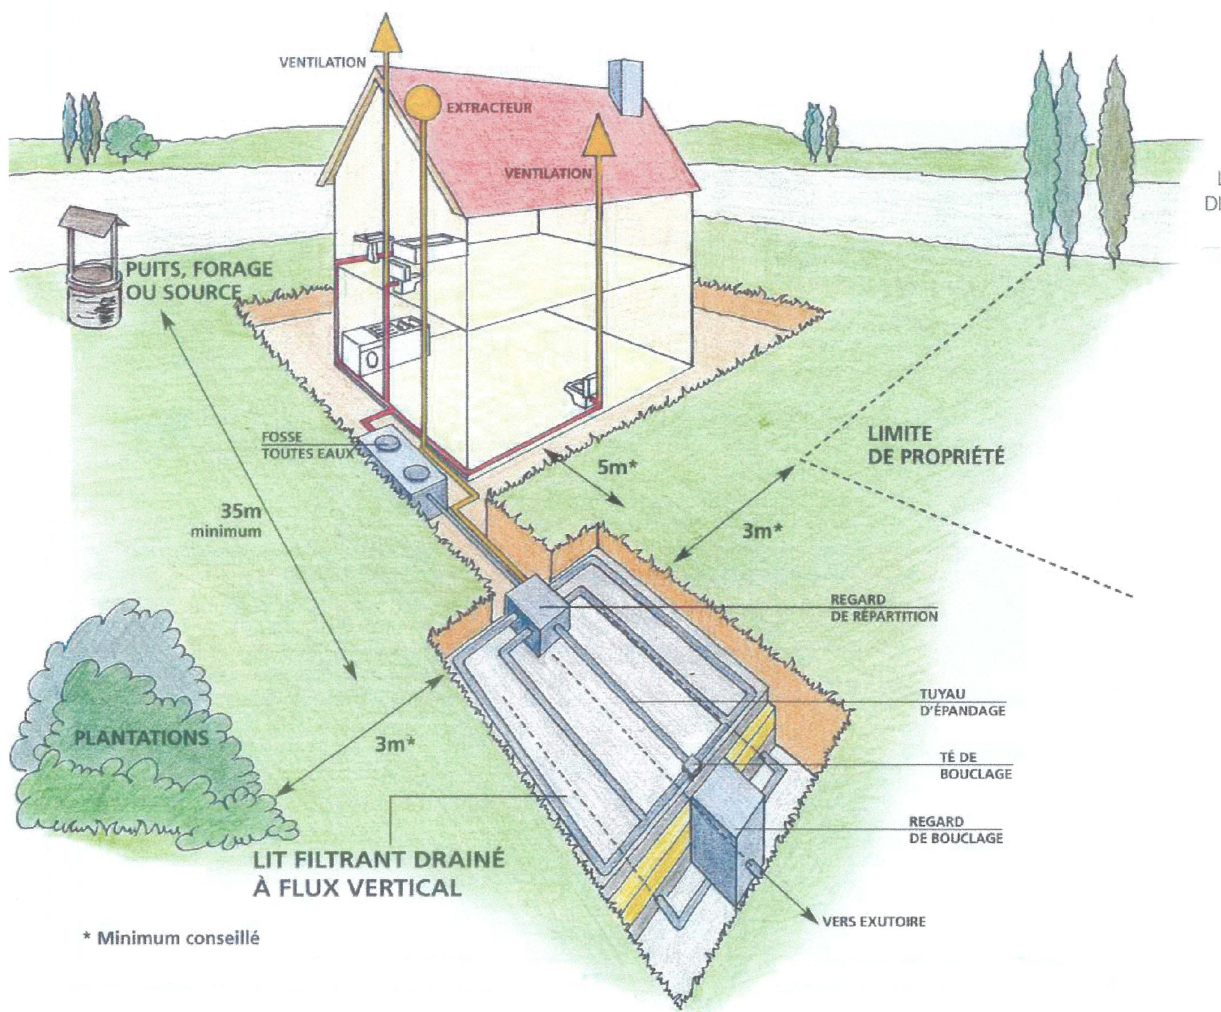 VENTILATION
EXTRACTEUR
VENTILATION
L
DE
PUITS, FORAGE
OU SOURCE
FOSSE
TOUTES EAUX
LIMITE
DE PROPRIÉTÉ
5m*
35m
minimum
3m*
REGARD
DE RÉPARTITION
TUYAU
D'ÉPANDAGE
PLANTATIONS
3m*
TÉ DE
BOUCLAGE
REGARD
DE BOUCLAGE
LIT FILTRANT DRAINÉ
À FLUX VERTICAL
VERS EXUTOIRE
* Minimum conseillé